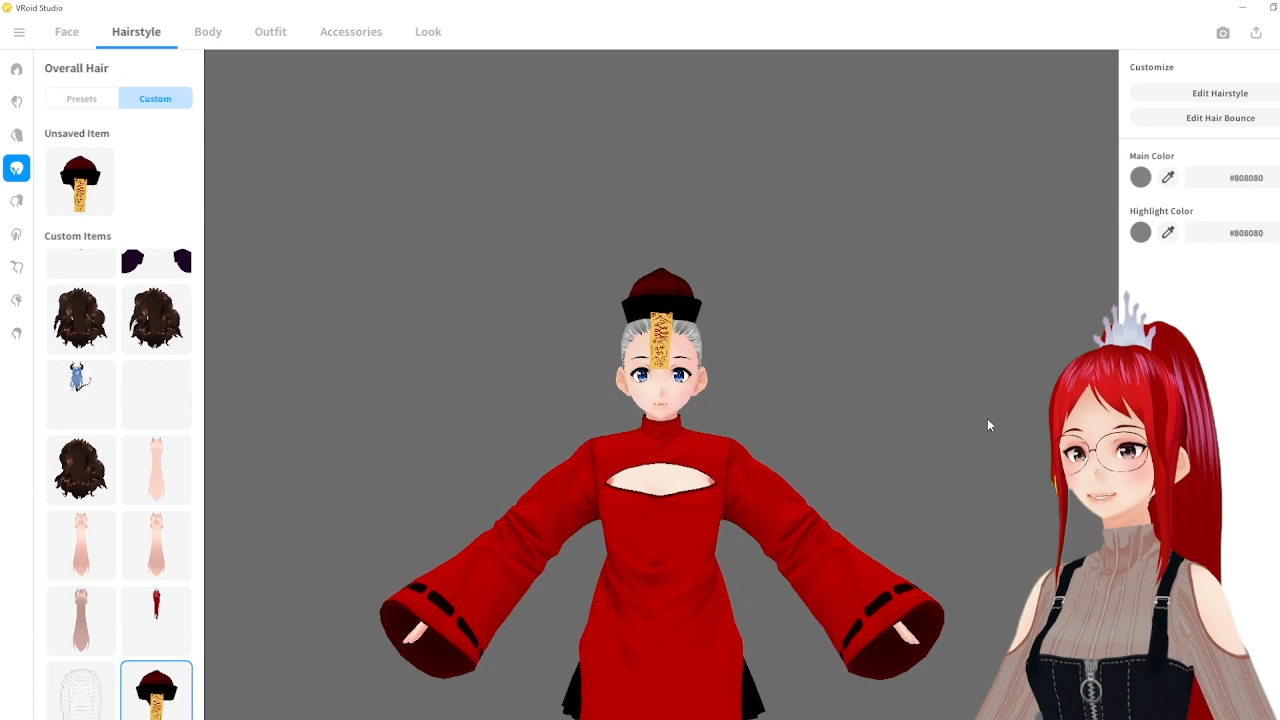 VRoid Studio
Face
Hairstyle
Body
Outfit
Accessories
Look
Overall Hair
Presets
Custom
Unsaved Item
Custom Items
Customize
Edit Hairstyle
Edit Hair Bounce
Main Color
#808080
Highlight Color
#808080